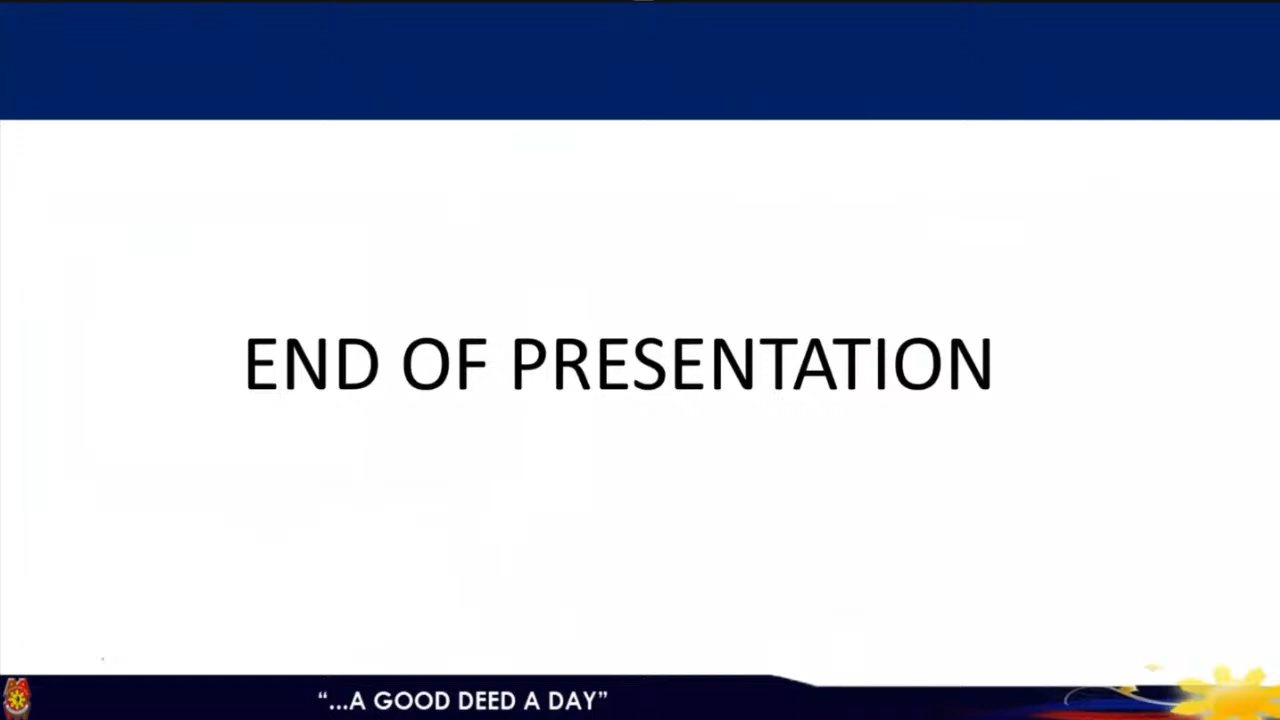 END OF PRESENTATION
“...A GOOD DEED A DAY”